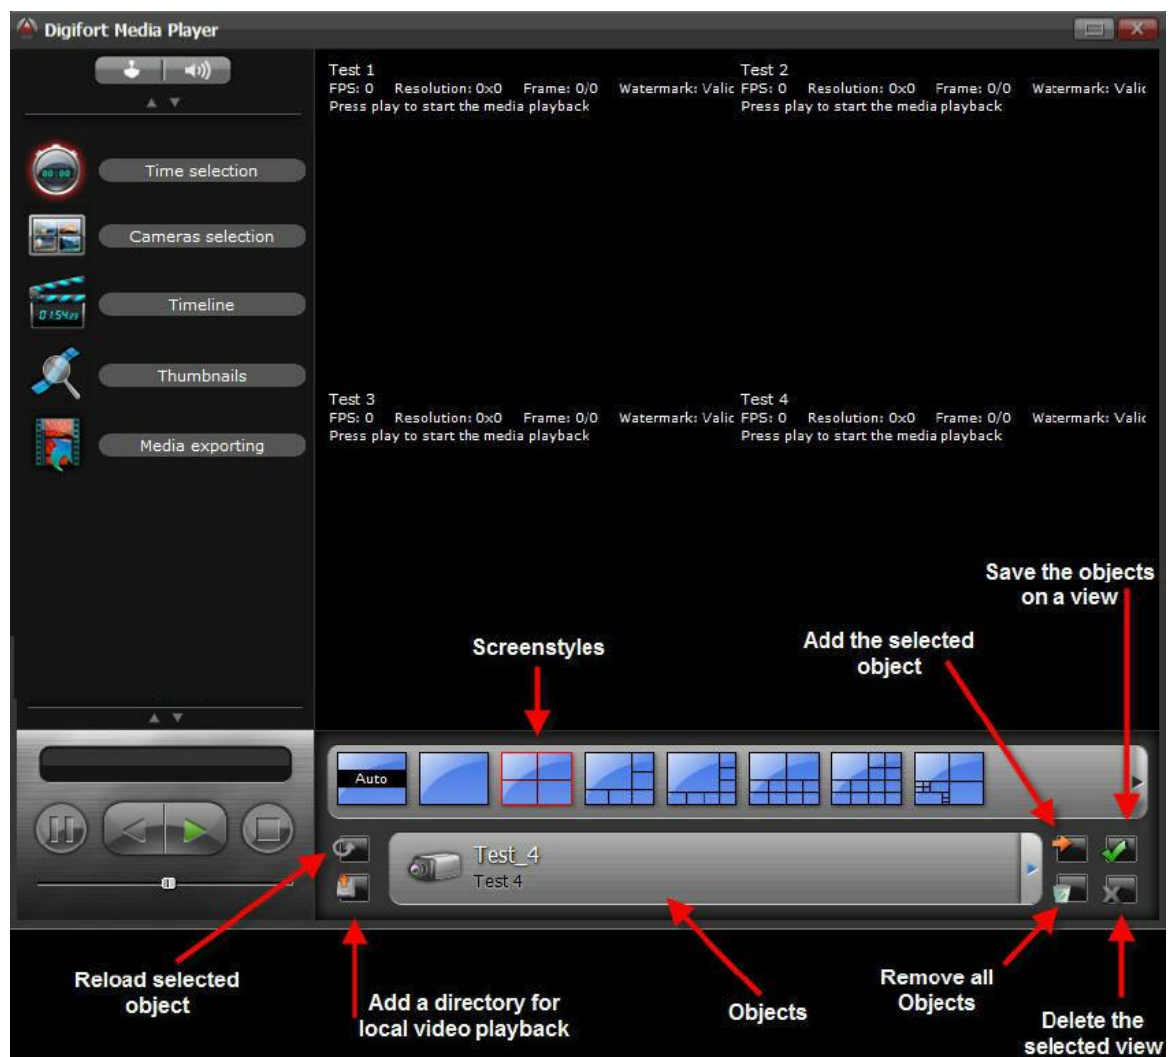 Digifort Media Player
Test 1
FPS: 0 Resolution: 0x0 Frame: 0/0 Watermark: Valic
Press play to start the media playback
Test 2
FPS: 0 Resolution: 0x0 Frame: 0/0 Watermark: Valic
Press play to start the media playback
Time selection
00:00
Cameras selection
Timeline
Thumbnails
Media exporting
Test 3
FPS: 0 Resolution: 0x0 Frame: 0/0 Watermark: Valic
Press play to start the media playback
Test 4
FPS: 0 Resolution: 0x0 Frame: 0/0 Watermark: Valic
Press play to start the media playback
Save the objects
on a view
Screenstyles
Add the selected
object
Auto
Test_4
Test 4
Reload selected
object
Add a directory for
local video playback
Objects
Remove all
Objects
Delete the
selected view